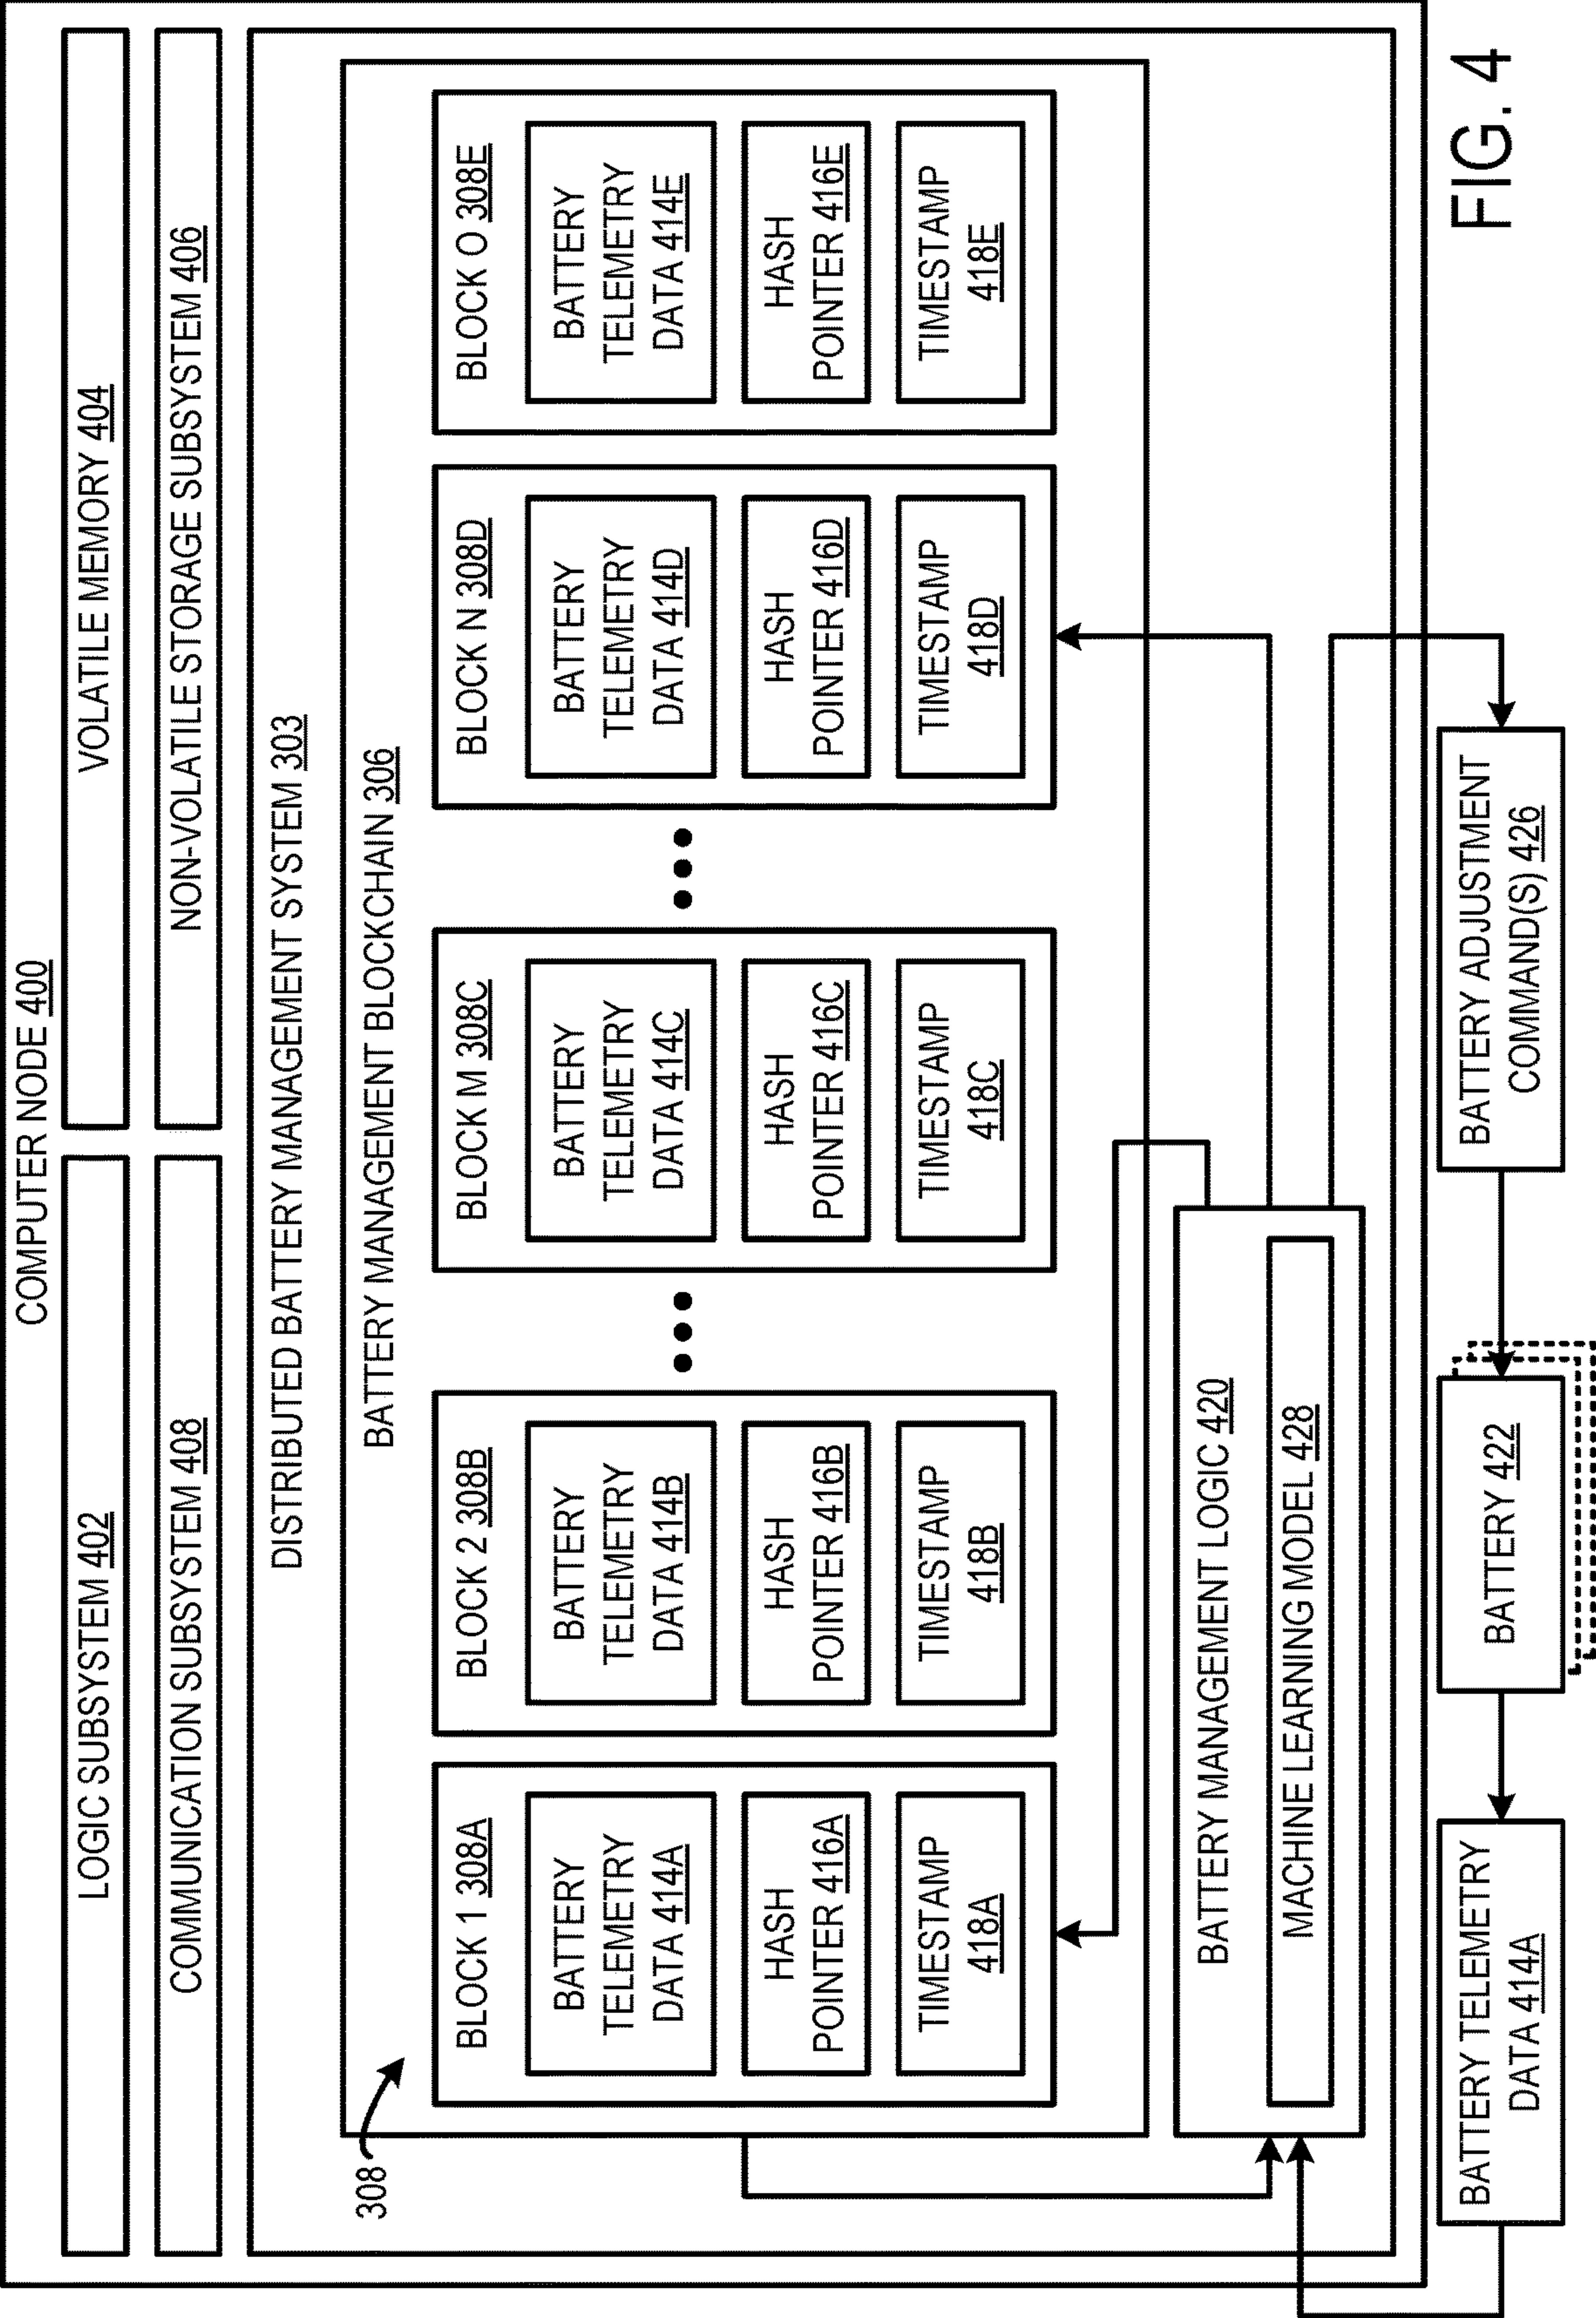 COMPUTER NODE 400
LOGIC SUBSYSTEM 402
VOLATILE MEMORY 404
COMMUNICATION SUBSYSTEM 408
NON-VOLATILE STORAGE SUBSYSTEM 406
DISTRIBUTED BATTERY MANAGEMENT SYSTEM 303
308
BATTERY MANAGEMENT BLOCKCHAIN 306
BLOCK 1 308A
BATTERY
TELEMETRY
DATA 414A
HASH
POINTER 416A
TIMESTAMP
418A
BLOCK 2 308B
BATTERY
TELEMETRY
DATA 414B
HASH
POINTER 416B
TIMESTAMP
418B
BLOCK M 308C
BATTERY
TELEMETRY
DATA 414C
HASH
POINTER 416C
TIMESTAMP
418C
BLOCK N 308D
BATTERY
TELEMETRY
DATA 414D
HASH
POINTER 416D
TIMESTAMP
418D
BLOCK O 308E
BATTERY
TELEMETRY
DATA 414E
HASH
POINTER 416E
TIMESTAMP
418E
BATTERY MANAGEMENT LOGIC 420
MACHINE LEARNING MODEL 428
BATTERY TELEMETRY
DATA 414A
BATTERY 422
BATTERY ADJUSTMENT
COMMAND(S) 426
FIG. 4